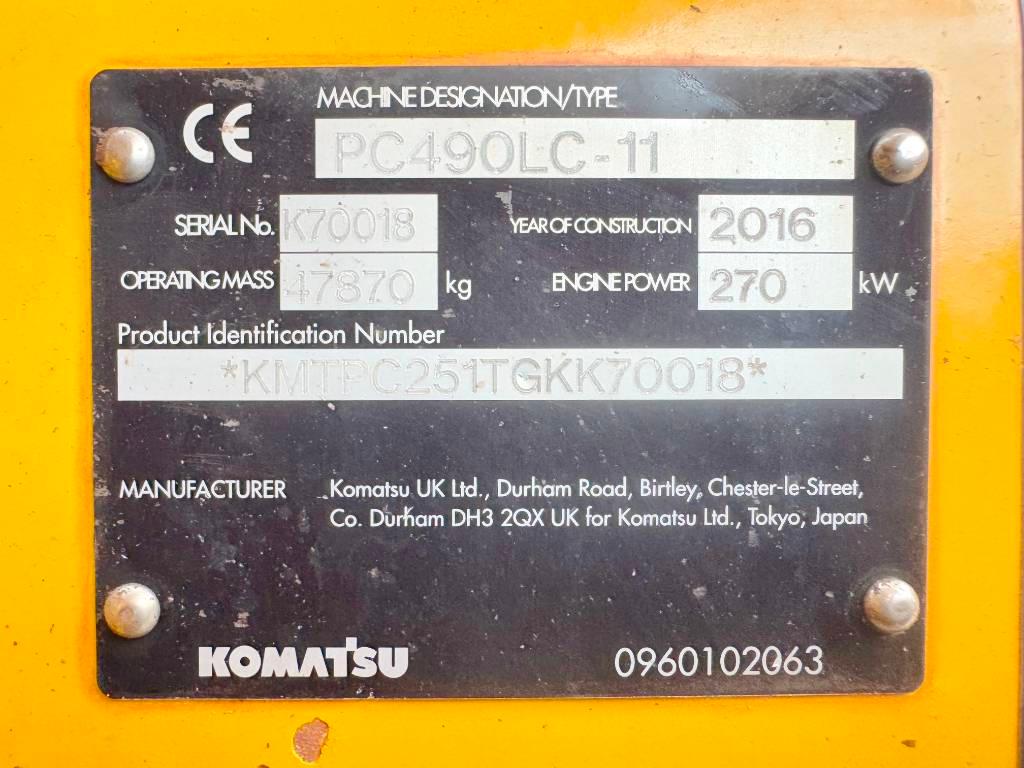 CE
MACHINE DESIGNATION/TYPE
PC490LC-11
SERIAL No. K70018
YEAR OF CONSTRUCTION 2016
OPERATING MASS 47870 kg
ENGINE POWER 270 kW
Product Identification Number
*KMTPC251TGKK70018*
MANUFACTURER
Komatsu UK Ltd., Durham Road, Birtley, Chester-le-Street,
Co. Durham DH3 2QX UK for Komatsu Ltd., Tokyo, Japan
KOMATSU
0960102063